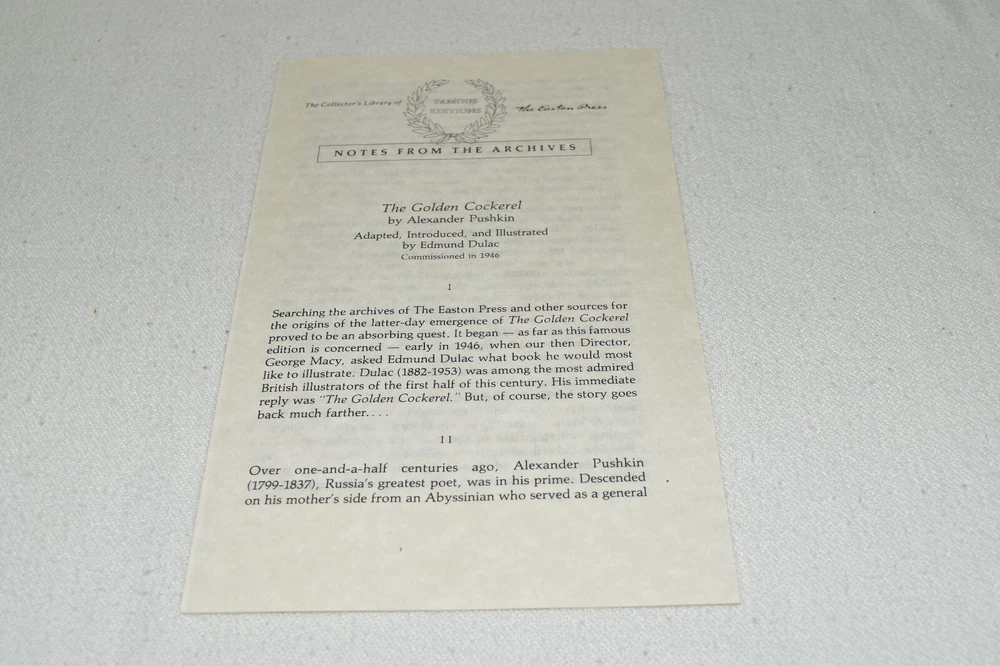 The Collector's Library of
FAMOUS
EDITIONS
The Easton Press
NOTES FROM THE ARCHIVES
The Golden Cockerel
by Alexander Pushkin
Adapted, Introduced, and Illustrated
by Edmund Dulac
Commissioned in 1946
I
Searching the archives of The Easton Press and other sources for
the origins of the latter-day emergence of The Golden Cockerel
proved to be an absorbing quest. It began — as far as this famous
edition is concerned — early in 1946, when our then Director,
George Macy, asked Edmund Dulac what book he would most
like to illustrate. Dulac (1882-1953) was among the most admired
British illustrators of the first half of this century. His immediate
reply was "The Golden Cockerel." But, of course, the story goes
back much farther. . . .
II
Over one-and-a-half centuries ago, Alexander Pushkin
(1799-1837), Russia's greatest poet, was in his prime. Descended
on his mother's side from an Abyssinian who served as a general